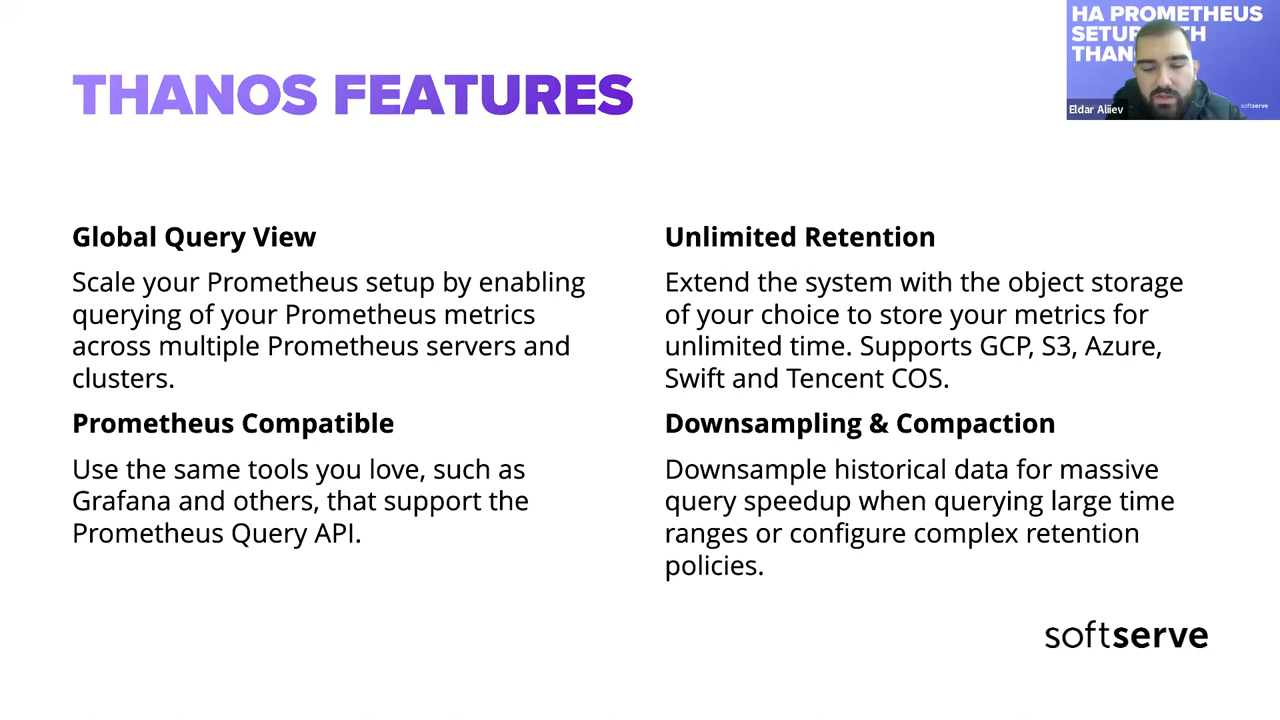 THANOS FEATURES
HA PROMETHEUS
SETUP
TH
THAN
Eldar Aliiev
softserve
Global Query View
Scale your Prometheus setup by enabling
querying of your Prometheus metrics
across multiple Prometheus servers and
clusters.
Prometheus Compatible
Use the same tools you love, such as
Grafana and others, that support the
Prometheus Query API.
Unlimited Retention
Extend the system with the object storage
of your choice to store your metrics for
unlimited time. Supports GCP, S3, Azure,
Swift and Tencent COS.
Downsampling & Compaction
Downsample historical data for massive
query speedup when querying large time
ranges or configure complex retention
policies.
softserve